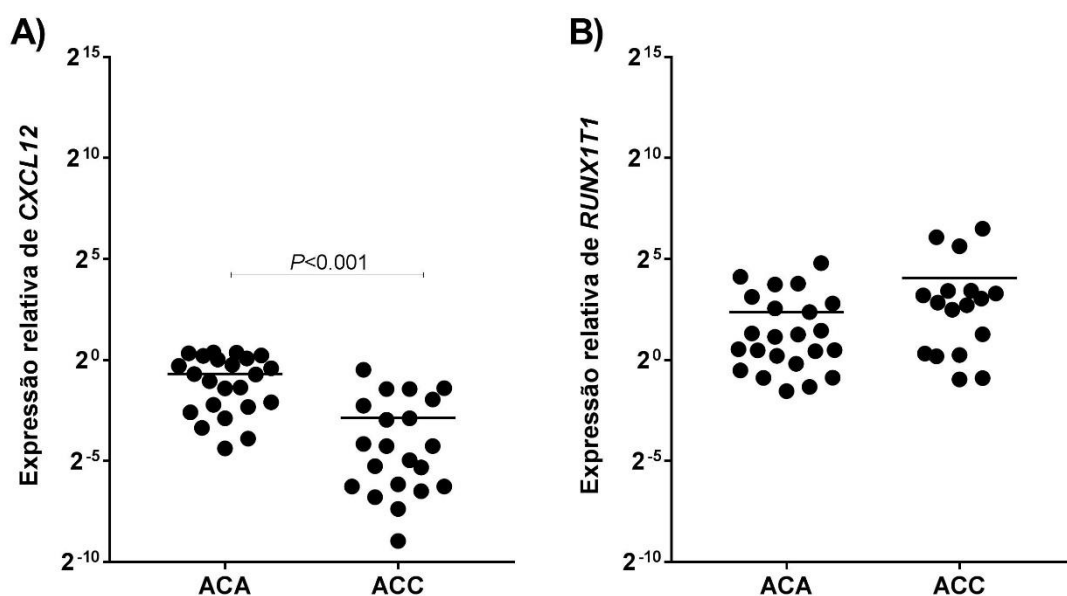 A)
Expressão relativa de CXCL12
2^15
2^10
2^5
2^0
2^-5
2^-10
P<0.001
ACA ACC
B)
Expressão relativa de RUNX1T1
2^15
2^10
2^5
2^0
2^-5
2^-10
ACA ACC